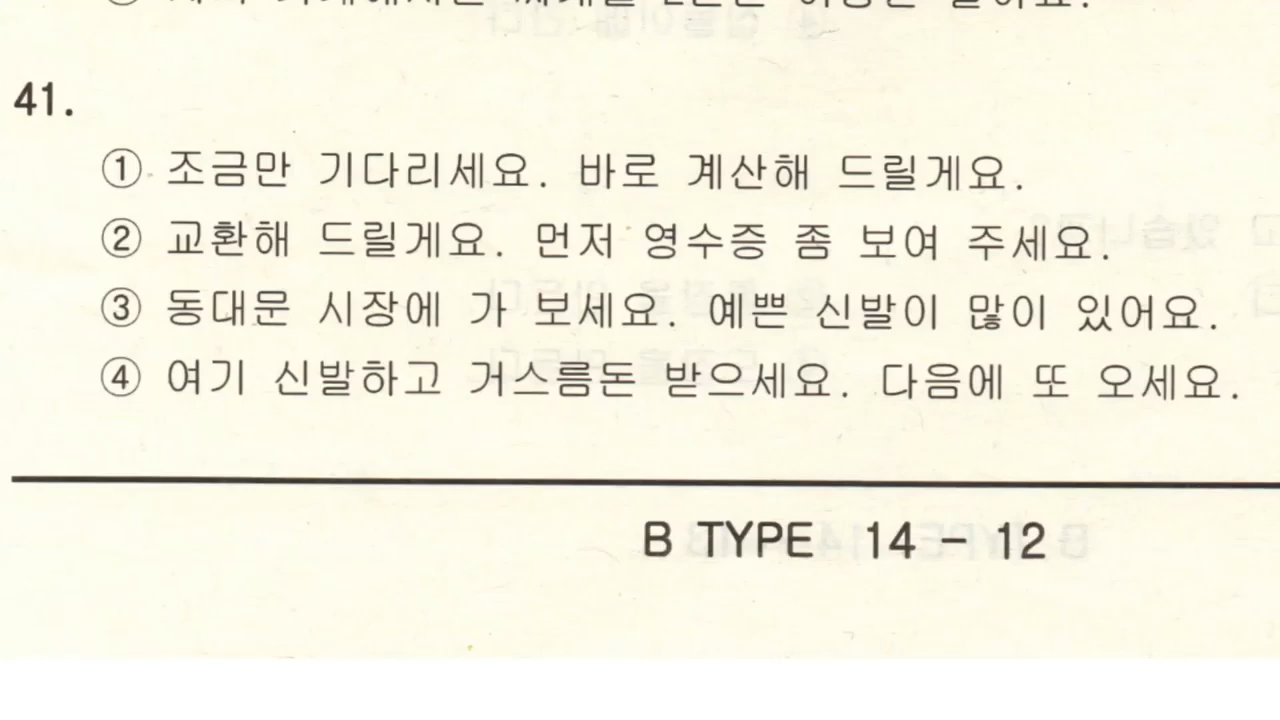 41.
① 조금만 기다리세요. 바로 계산해 드릴게요.
② 교환해 드릴게요. 먼저 영수증 좀 보여 주세요.
③ 동대문 시장에 가 보세요. 예쁜 신발이 많이 있어요.
④ 여기 신발하고 거스름돈 받으세요. 다음에 또 오세요.
B TYPE 14 - 12